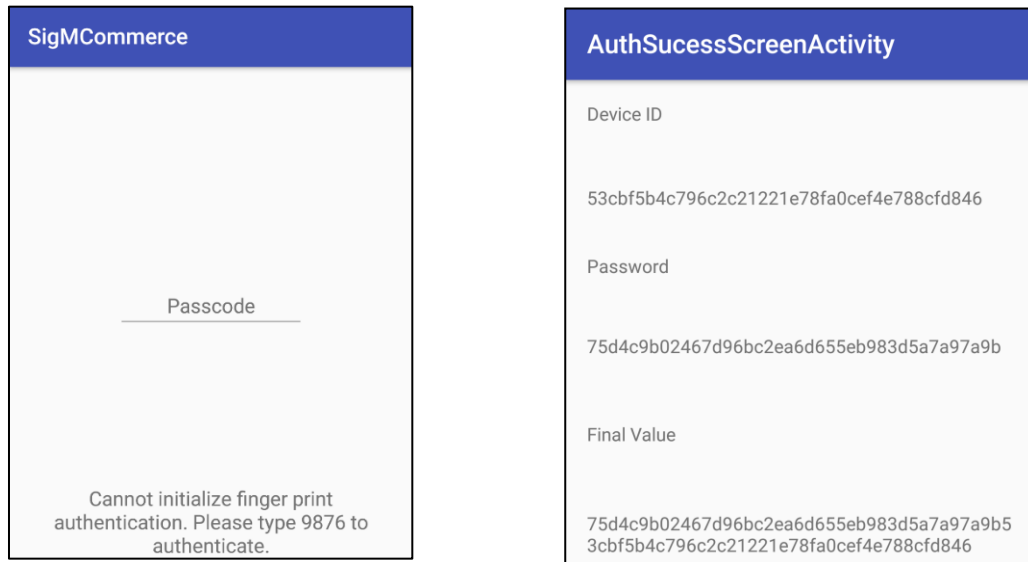 SigMCommerce
Passcode
Cannot initialize finger print
authentication. Please type 9876 to
authenticate.
AuthSucessScreenActivity
Device ID
53cbf5b4c796c2c21221e78fa0cef4e788cfd846
Password
75d4c9b02467d96bc2ea6d655eb983d5a7a97a9b
Final Value
75d4c9b02467d96bc2ea6d655eb983d5a7a97a9b5
3cbf5b4c796c2c21221e78fa0cef4e788cfd846